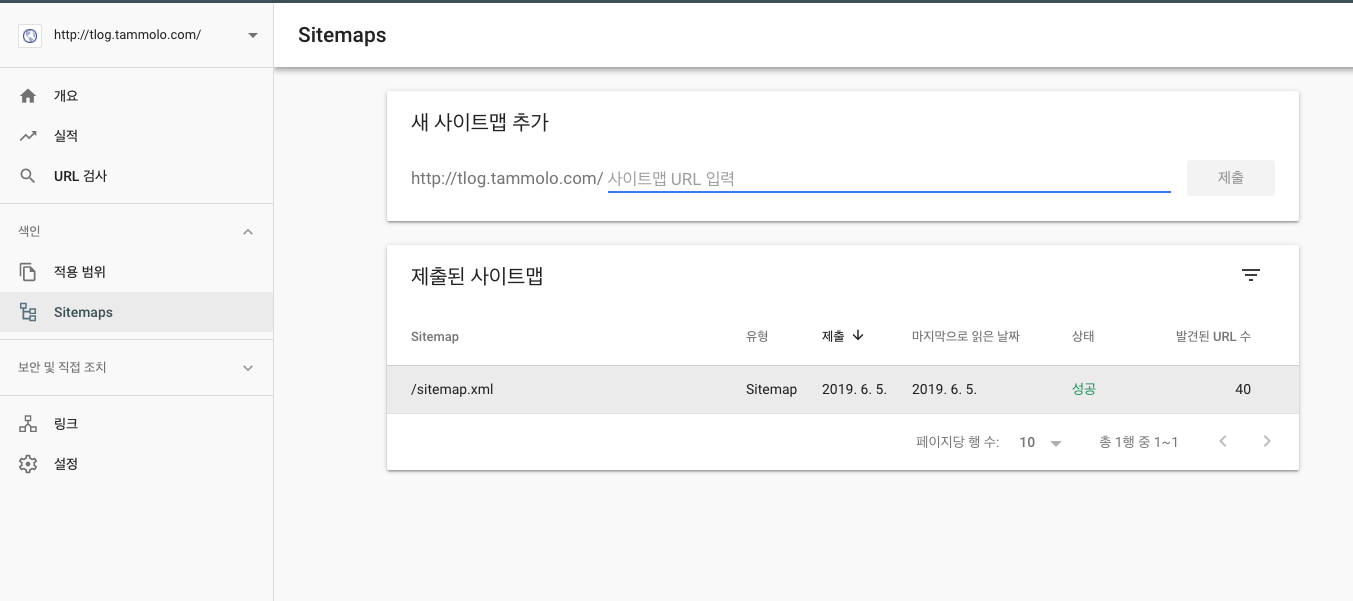 http://tlog.tammolo.com/
Sitemaps
개요
실적
URL 검사
색인
적용 범위
Sitemaps
보안 및 직접 조치
링크
설정
새 사이트맵 추가
http://tlog.tammolo.com/ 사이트맵 URL 입력 제출
제출된 사이트맵
Sitemap 유형 제출 마지막으로 읽은 날짜 상태 발견된 URL 수
/sitemap.xml Sitemap 2019. 6. 5. 2019. 6. 5. 성공 40
페이지당 행 수: 10 총 1행 중 1~1